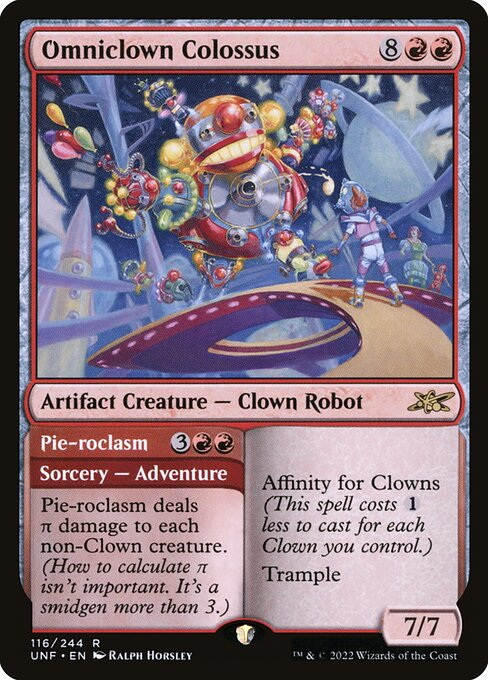 Omniclown Colossus 8
Artifact Creature — Clown Robot
Pie-roclasm 3
Sorcery — Adventure
Pie-roclasm deals
π damage to each
non-Clown creature.
(How to calculate π
isn't important. It's a
smidgen more than 3.)
Affinity for Clowns
(This spell costs 1
less to cast for each
Clown you control.)
Trample
7/7
116/244 R
UNF • EN Ralph Horsley
™ & © 2022 Wizards of the Coast